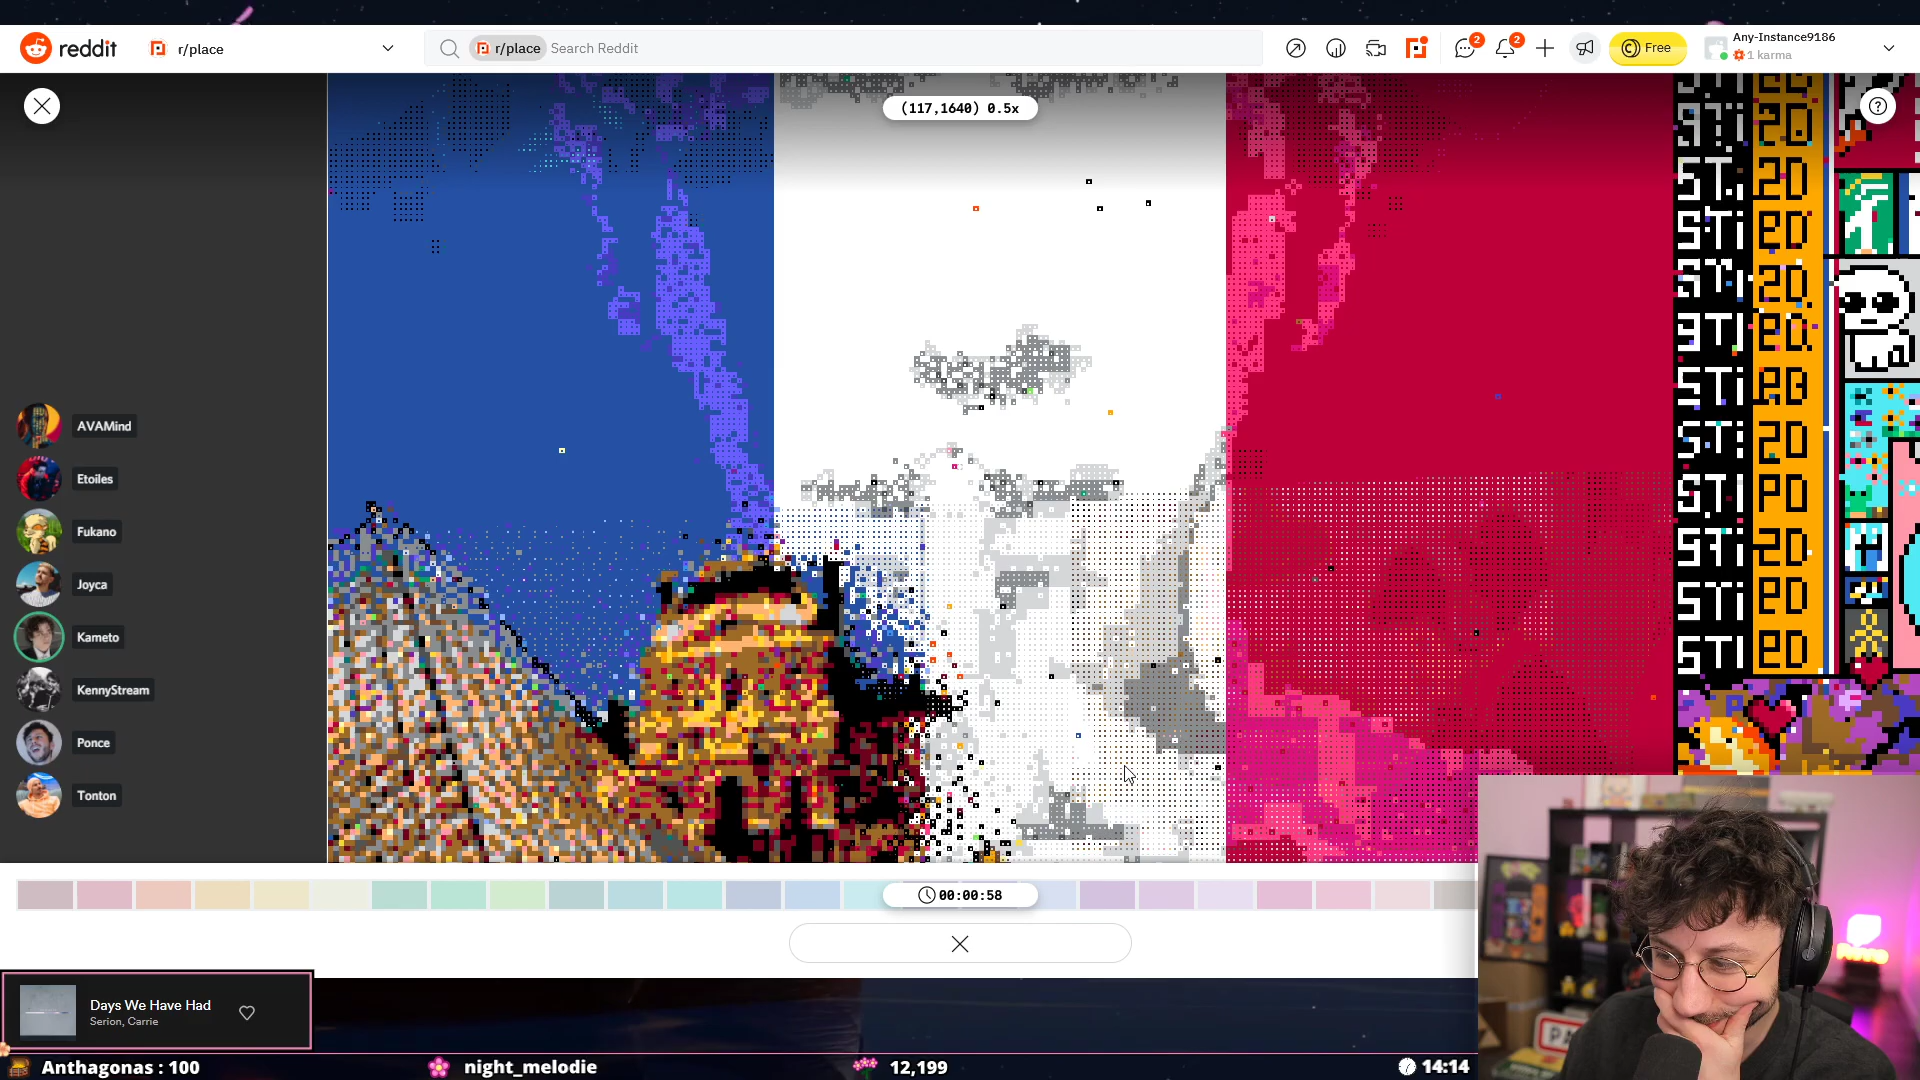 reddit
r/place
r/place Search Reddit
2
2
Free
Any-Instance9186
1 karma
(117,1640) 0.5x
AVAMind
Etoiles
Fukano
Joyca
Kameto
KennyStream
Ponce
Tonton
00:00:58
Days We Have Had
Serion, Carrie
Anthagonas : 100
night_melodie
12,199
14:14